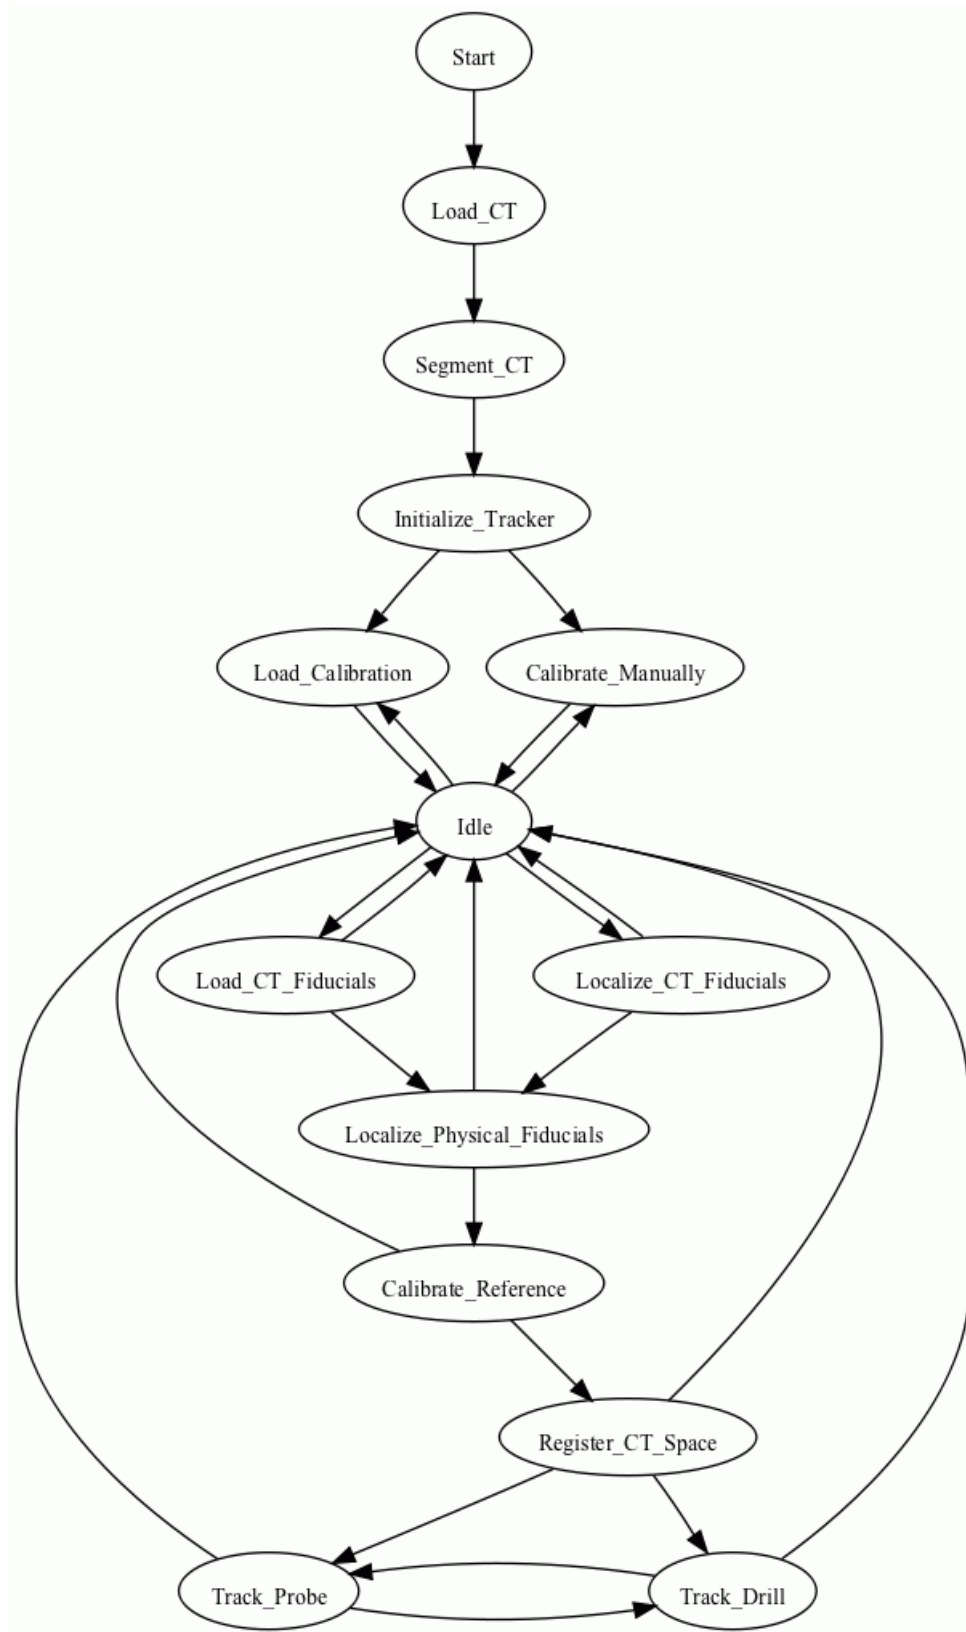 Start
Load_CT
Segment_CT
Initialize_Tracker
Load_Calibration
Calibrate_Manually
Idle
Load_CT_Fiducials
Localize_CT_Fiducials
Localize_Physical_Fiducials
Calibrate_Reference
Register_CT_Space
Track_Probe
Track_Drill